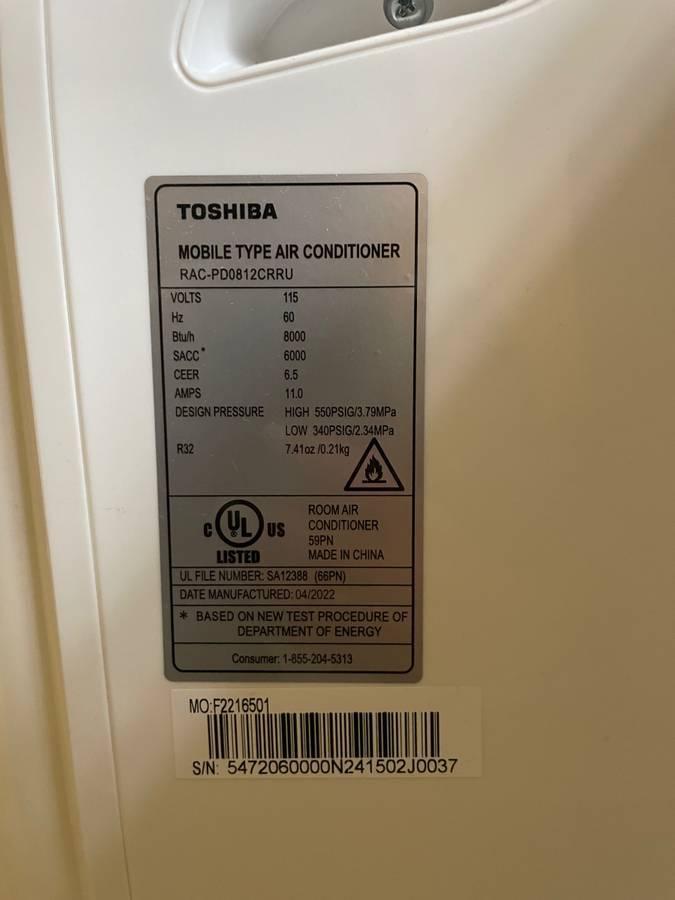 TOSHIBA
MOBILE TYPE AIR CONDITIONER
RAC-PD0812CRRU
VOLTS 115
Hz 60
Btu/h 8000
SACC* 6000
CEER 6.5
AMPS 11.0
DESIGN PRESSURE HIGH 550PSIG/3.79MPa
LOW 340PSIG/2.34MPa
R32 7.41oz /0.21kg
C UL US
LISTED
ROOM AIR
CONDITIONER
59PN
MADE IN CHINA
UL FILE NUMBER: SA12388 (66PN)
DATE MANUFACTURED: 04/2022
* BASED ON NEW TEST PROCEDURE OF
DEPARTMENT OF ENERGY
Consumer: 1-855-204-5313
MO:F2216501
S/N: 5472060000N241502J0037